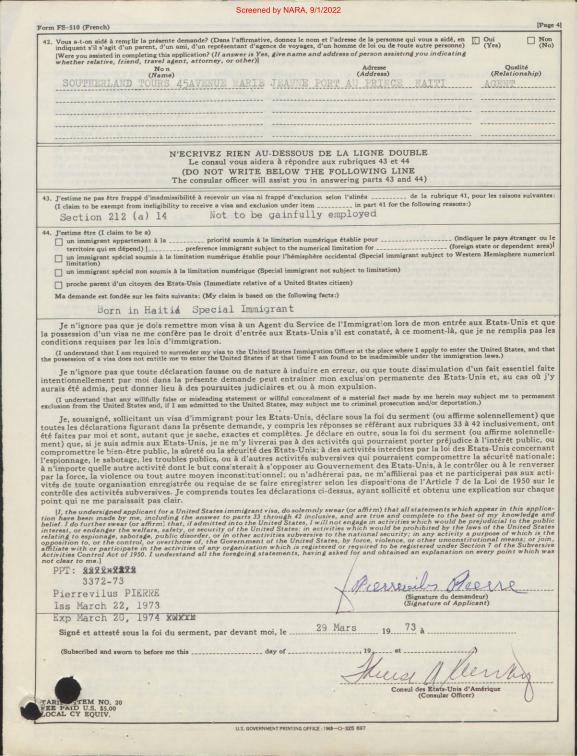 Screened by NARA, 9/1/2022
Form FS-510 (French) [Page 4]
42. Vous a-t-on aidé à remplir la présente demande? (Dans l'affirmative, donnez le nom et l'adresse de la personne qui vous a aidé, en indiquant s'il s'agit d'un parent, d'un ami, d'un représentant d'agence de voyages, d'un homme de loi ou de toute autre personne) Oui (Yes) Non (No)
[Were you assisted in completing this application? (If answer is Yes, give name and address of person assisting you indicating
whether relative, friend, travel agent, attorney, or other)]
Non Adresse Qualité
(Name) (Address) (Relationship)
SOUTHERLAND TOURS 45AVENUE MARIE JEANNE PORT AU PRINCE HAITI AGENT
N'ECRIVEZ RIEN AU-DESSOUS DE LA LIGNE DOUBLE
Le consul vous aidera à répondre aux rubriques 43 et 44
(DO NOT WRITE BELOW THE FOLLOWING LINE
The consular officer will assist you in answering parts 43 and 44)
43. J'estime ne pas être frappé d'inadmissibilité à recevoir un visa ni frappé d'exclusion selon l'alinéa de la rubrique 41, pour les raisons suivantes:
(I claim to be exempt from ineligibility to receive a visa and exclusion under item in part 41 for the following reasons:)
Section 212 (a) 14 Not to be gainfully employed
44. J'estime être (I claim to be a)
un immigrant appartenant à la priorité soumis à la limitation numérique établie pour (indiquer le pays étranger ou le
territoire qui en dépend) [ preference immigrant subject to the numerical limitation for (foreign state or dependent area)]
un immigrant spécial soumis à la limitation numérique établie pour l'hémisphère occidental (Special immigrant subject to Western Hemisphere numerical
limitation)
un immigrant spécial non soumis à la limitation numérique (Special immigrant not subject to limitation)
proche parent d'un citoyen des Etats-Unis (Immediate relative of a United States citizen)
Ma demande est fondée sur les faits suivants: (My claim is based on the following facts:)
Born in Haitia Special Immigrant
Je n'ignore pas que je dois remettre mon visa à un Agent du Service de l'Immigration lors de mon entrée aux Etats-Unis et que
la possession d'un visa ne me confère pas le droit d'entrée aux Etats-Unis s'il est constaté, à ce moment-là, que je ne remplis pas les
conditions requises par les lois d'immigration.
(I understand that I am required to surrender my visa to the United States Immigration Officer at the place where I apply to enter the United States, and that
the possession of a visa does not entitle me to enter the United States if at that time I am found to be inadmissible under the immigration laws.)
Je n'ignore pas que toute déclaration fausse ou de nature à induire en erreur, ou que toute dissimulation d'un fait essentiel faite
intentionnellement par moi dans la présente demande peut entraîner mon exclusion permanente des Etats-Unis et, au cas où j'y
aurais été admis, peut donner lieu à des poursuites judiciaires et ou à mon expulsion.
(I understand that any willfully false or misleading statement or willful concealment of a material fact made by me herein may subject me to permanent
exclusion from the United States and, if I am admitted to the United States, may subject me to criminal prosecution and/or deportation.)
Je, soussigné, sollicitant un visa d'immigrant pour les Etats-Unis, déclare sous la foi du serment (ou affirme solennellement) que
toutes les déclarations figurant dans la présente demande, y compris les réponses se référant aux rubriques 33 à 42 inclusivement, ont
été faites par moi et sont, autant que je sache, exactes et complètes. Je déclare en outre, sous la foi du serment (ou affirme solennelle-
ment) que, si je suis admis aux Etats-Unis, je ne m'y livrerai pas à des activités qui pourraient porter préjudice à l'intérêt public, ou
compromettre le bien-être public, la sûreté ou la sécurité des Etats-Unis; à des activités interdites par la loi des Etats-Unis concernant
l'espionnage, le sabotage, les troubles publics, ou à d'autres activités subversives qui pourraient compromettre la sécurité nationale;
à n'importe quelle autre activité dont le but consisterait à s'opposer au Gouvernement des Etats-Unis, à le contrôler ou à le renverser
par la force, la violence ou tout autre moyen inconstitutionnel; ou n'adhérerai pas, ne m'affilierai pas et ne participerai pas aux acti-
vités de toute organisation enregistrée ou requise de se faire enregistrer selon les dispositions de l'Article 7 de la Loi de 1950 sur le
contrôle des activités subversives. Je comprends toutes les déclarations ci-dessus, ayant sollicité et obtenu une explication sur chaque
point qui ne me paraissait pas clair.
[I, the undersigned applicant for a United States immigrant visa, do solemnly swear (or affirm) that all statements which appear in this applica-
tion have been made by me, including the answer to parts 33 through 42 inclusive, and are true and complete to the best of my knowledge and
belief. I do further swear (or affirm) that, if admitted into the United States, I will not engage in activities which would be prejudicial to the public
interest, or endanger the welfare, safety, or security of the United States; in activities which would be prohibited by the laws of the United States
relating to espionage, sabotage, public disorder, or in other activities subversive to the national security; in any activity a purpose of which is the
opposition to, or the control, or overthrow of, the Government of the United States, by force, violence, or other unconstitutional means; or join,
affiliate with or participate in the activities of any organization which is registered or required to be registered under Section 7 of the Subversive
Activities Control Act of 1950. I understand all the foregoing statements, having asked for and obtained an explanation on every point which was
not clear to me.]
PPT:
3372-73
Pierrevilus PIERRE
Iss March 22, 1973
Exp March 20, 1974
Pierrevilus Pierre
(Signature du demandeur)
(Signature of Applicant)
Signé et attesté sous la foi du serment, par devant moi, le 29 Mars 19 73 à
(Subscribed and sworn to before me this day of , 19 at )
Consul des Etats-Unis d'Amérique
(Consular Officer)
TARIFF ITEM NO. 20
FEE PAID U.S. $5.00
LOCAL CY EQUIV.
U.S. GOVERNMENT PRINTING OFFICE : 1969-O-325 697